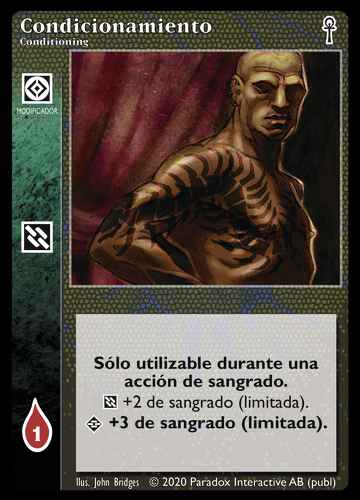 Condicionamiento
Conditioning
MODIFICADOR
Sólo utilizable durante una
acción de sangrado.
+2 de sangrado (limitada).
+3 de sangrado (limitada).
1
Ilus. John Bridges © 2020 Paradox Interactive AB (publ)